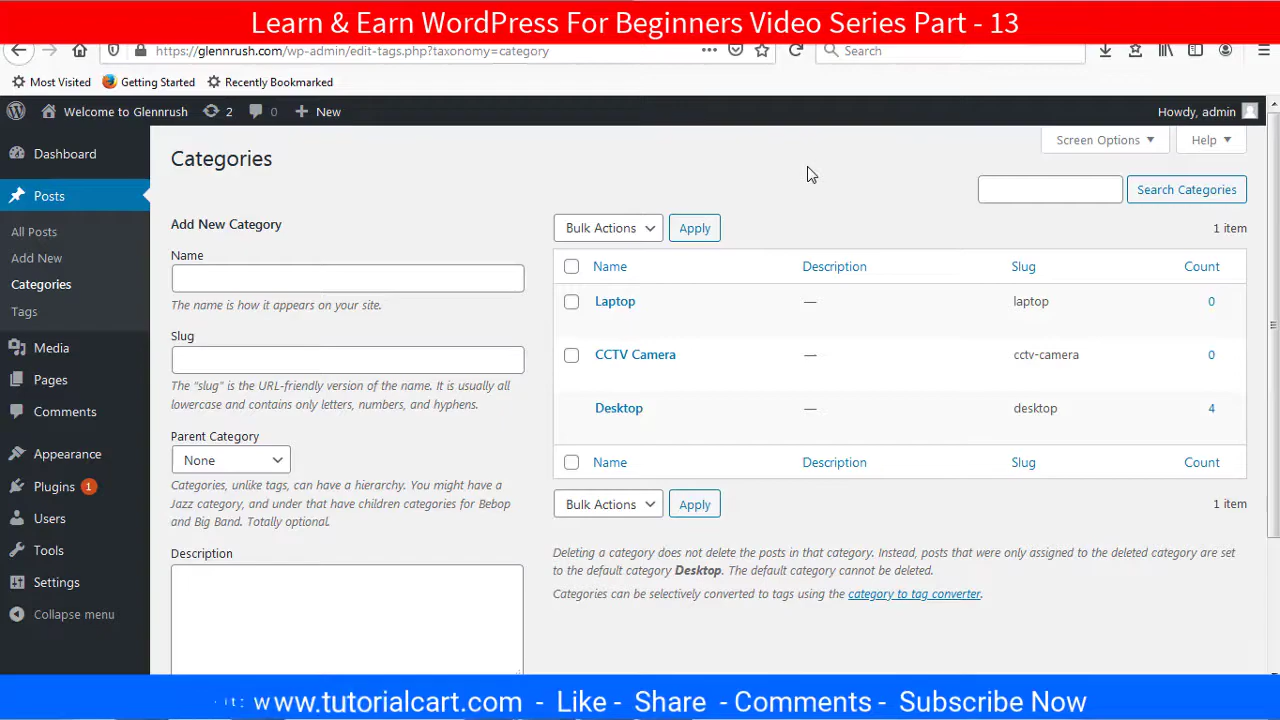 Learn & Earn WordPress For Beginners Video Series Part - 13
https://glennrush.com/wp-admin/edit-tags.php?taxonomy=category
Search
Most Visited
Getting Started
Recently Bookmarked
Welcome to Glennrush
2
0
New
Howdy, admin
Dashboard
Posts
All Posts
Add New
Categories
Tags
Media
Pages
Comments
Appearance
Plugins 1
Users
Tools
Settings
Collapse menu
Categories
Screen Options
Help
Search Categories
Add New Category
Name
The name is how it appears on your site.
Slug
The "slug" is the URL-friendly version of the name. It is usually all
lowercase and contains only letters, numbers, and hyphens.
Parent Category
None
Categories, unlike tags, can have a hierarchy. You might have a
Jazz category, and under that have children categories for Bebop
and Big Band. Totally optional.
Description
Bulk Actions Apply 1 item
Name Description Slug Count
Laptop — laptop 0
CCTV Camera — cctv-camera 0
Desktop — desktop 4
Name Description Slug Count
Bulk Actions Apply 1 item
Deleting a category does not delete the posts in that category. Instead, posts that were only assigned to the deleted category are set
to the default category Desktop. The default category cannot be deleted.
Categories can be selectively converted to tags using the category to tag converter.
www.tutorialcart.com - Like - Share - Comments - Subscribe Now